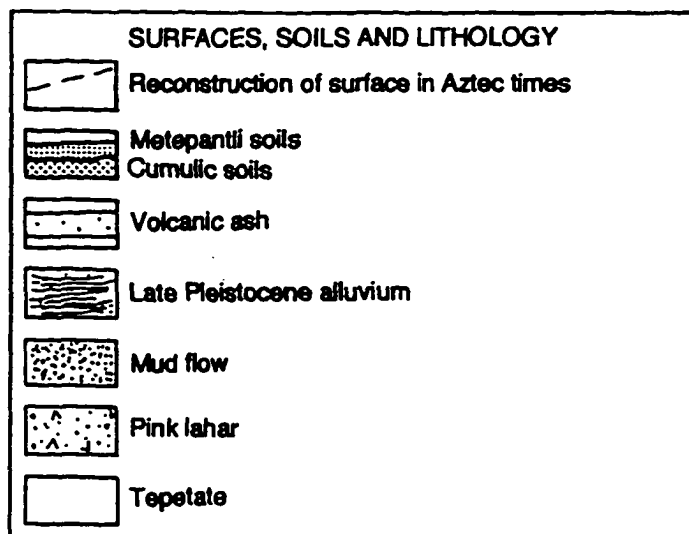 SURFACES, SOILS AND LITHOLOGY
Reconstruction of surface in Aztec times
Metepantli soils
Cumulic soils
Volcanic ash
Late Pleistocene alluvium
Mud flow
Pink lahar
Tepetate